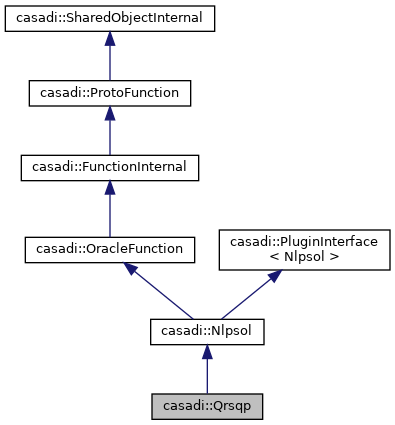 casadi::SharedObjectInternal
casadi::ProtoFunction
casadi::FunctionInternal
casadi::OracleFunction
casadi::PluginInterface
< Nlpsol >
casadi::Nlpsol
casadi::Qrsqp